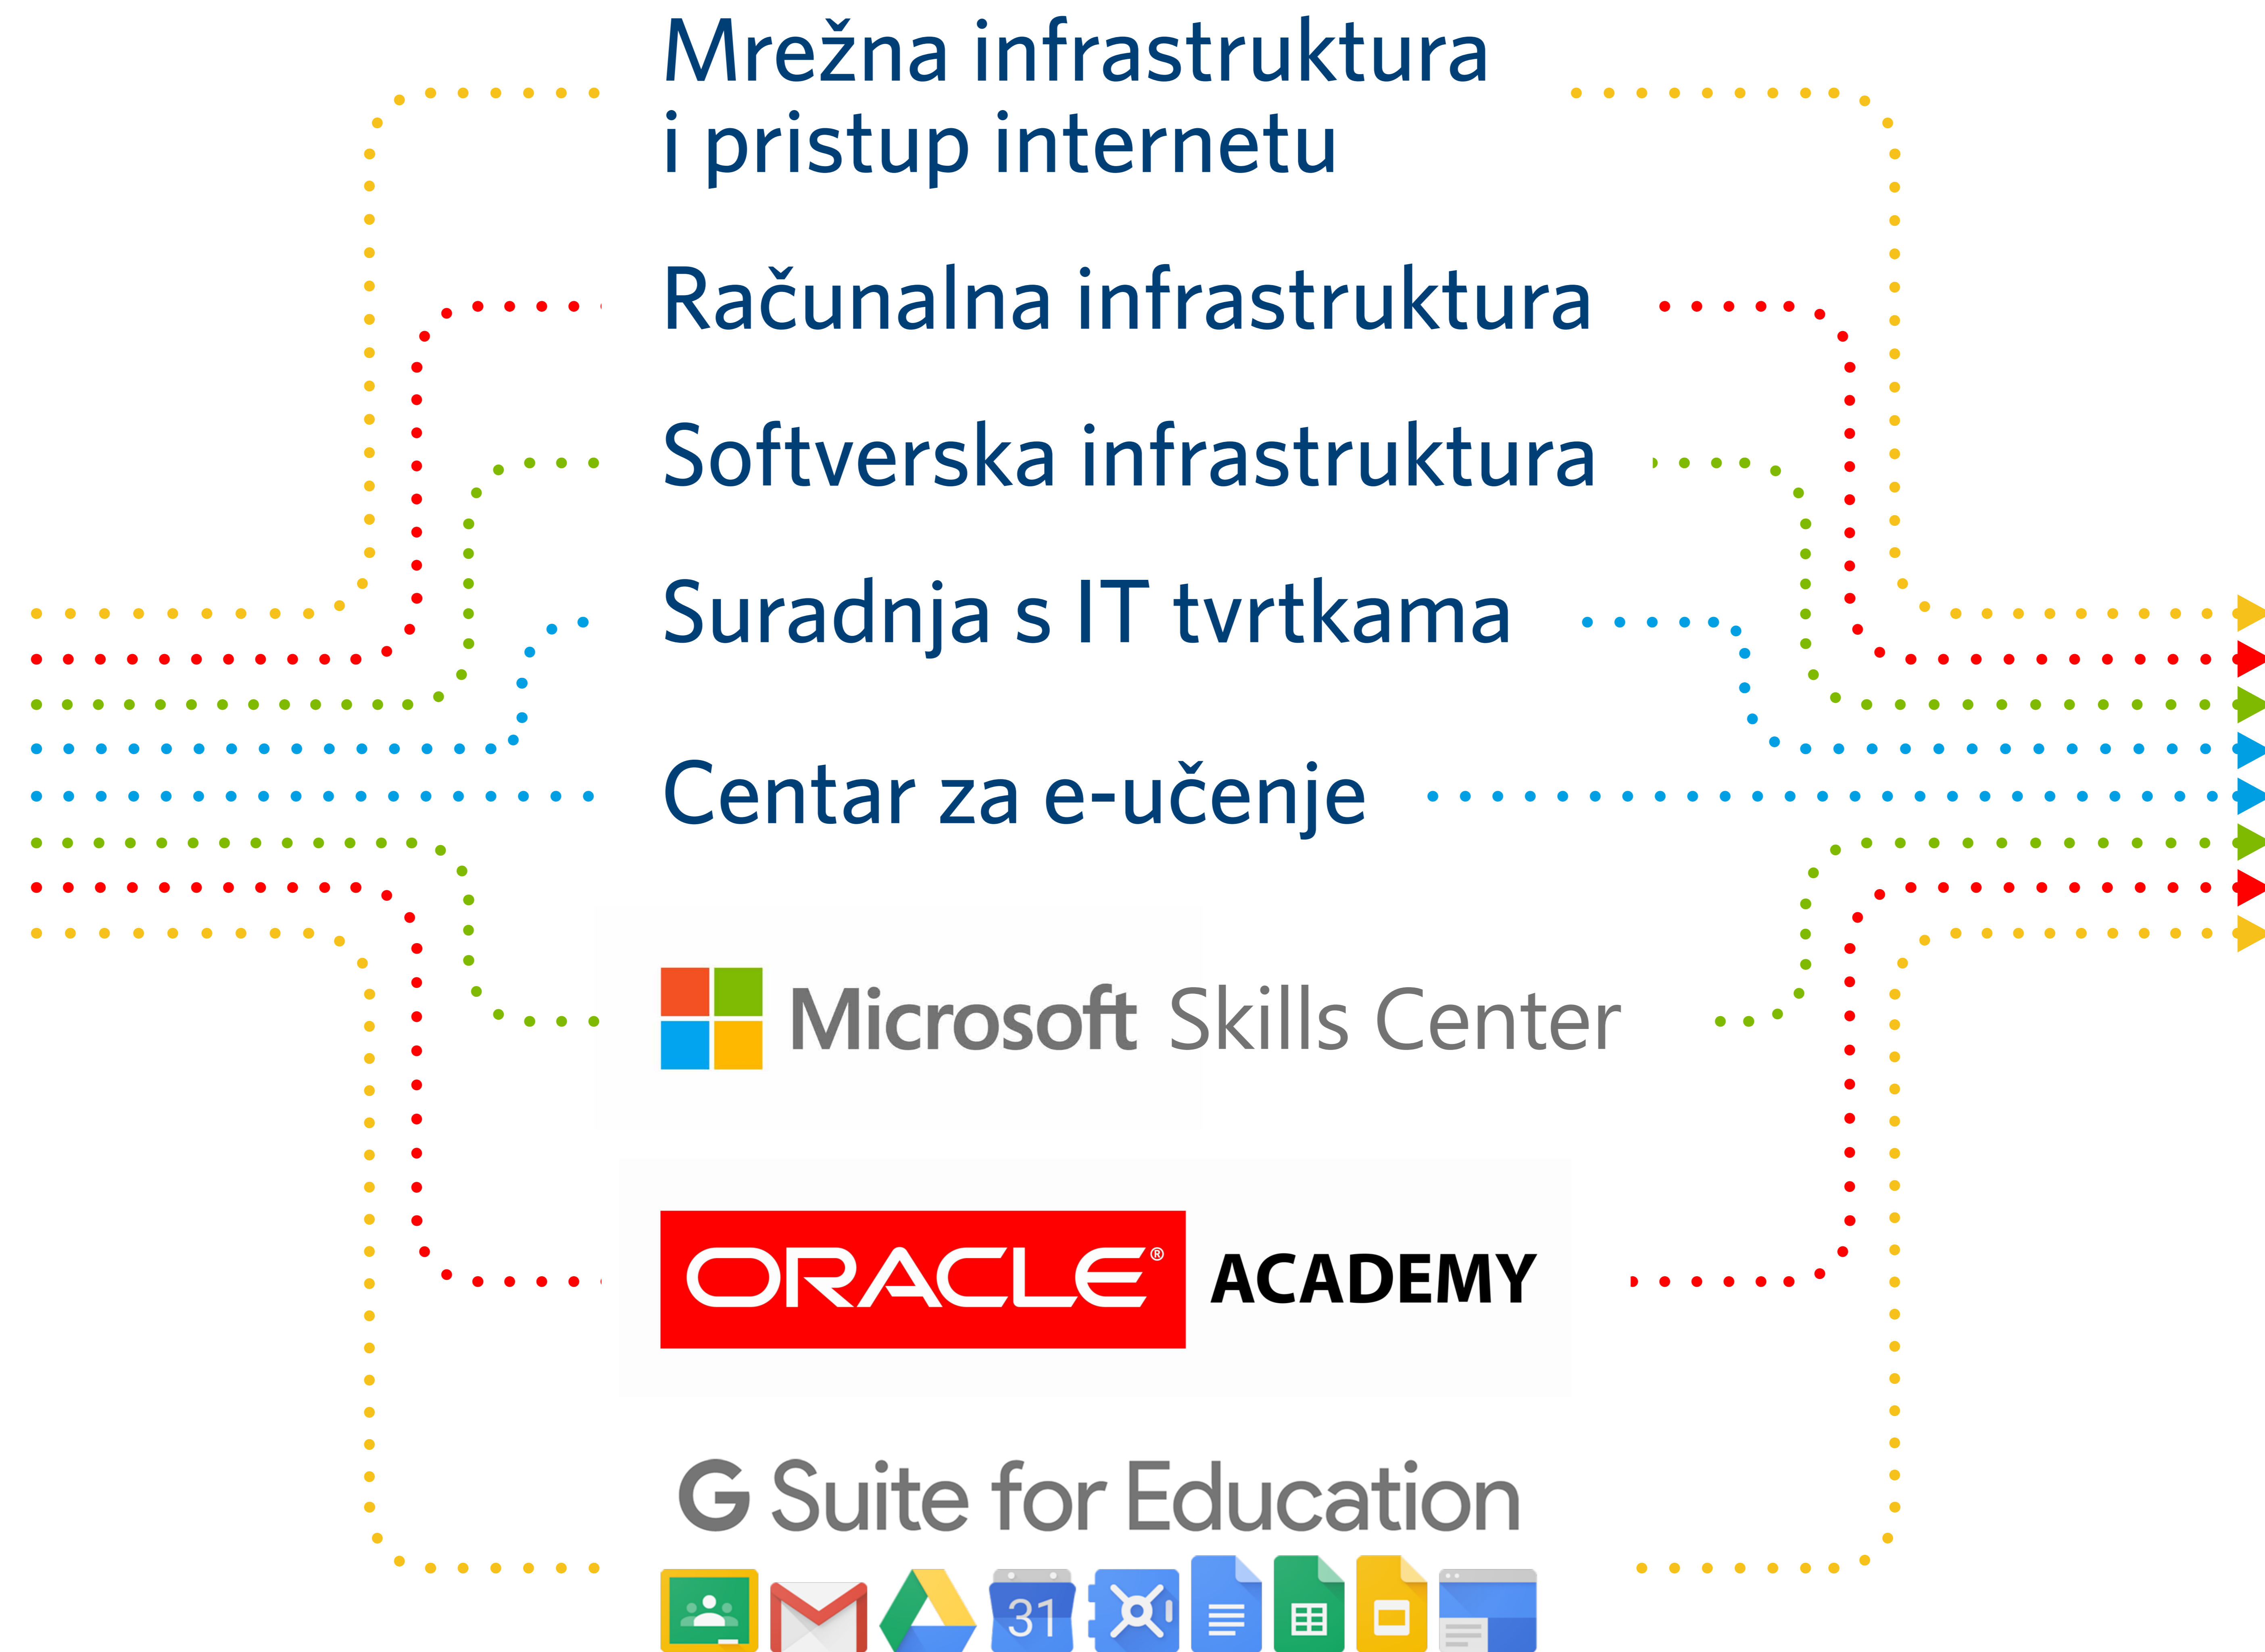 Mrežna infrastruktura
i pristup internetu
Računalna infrastruktura
Softverska infrastruktura
Suradnja s IT tvrtkama
Centar za e-učenje
Microsoft Skills Center
ORACLE® ACADEMY
G Suite for Education
31